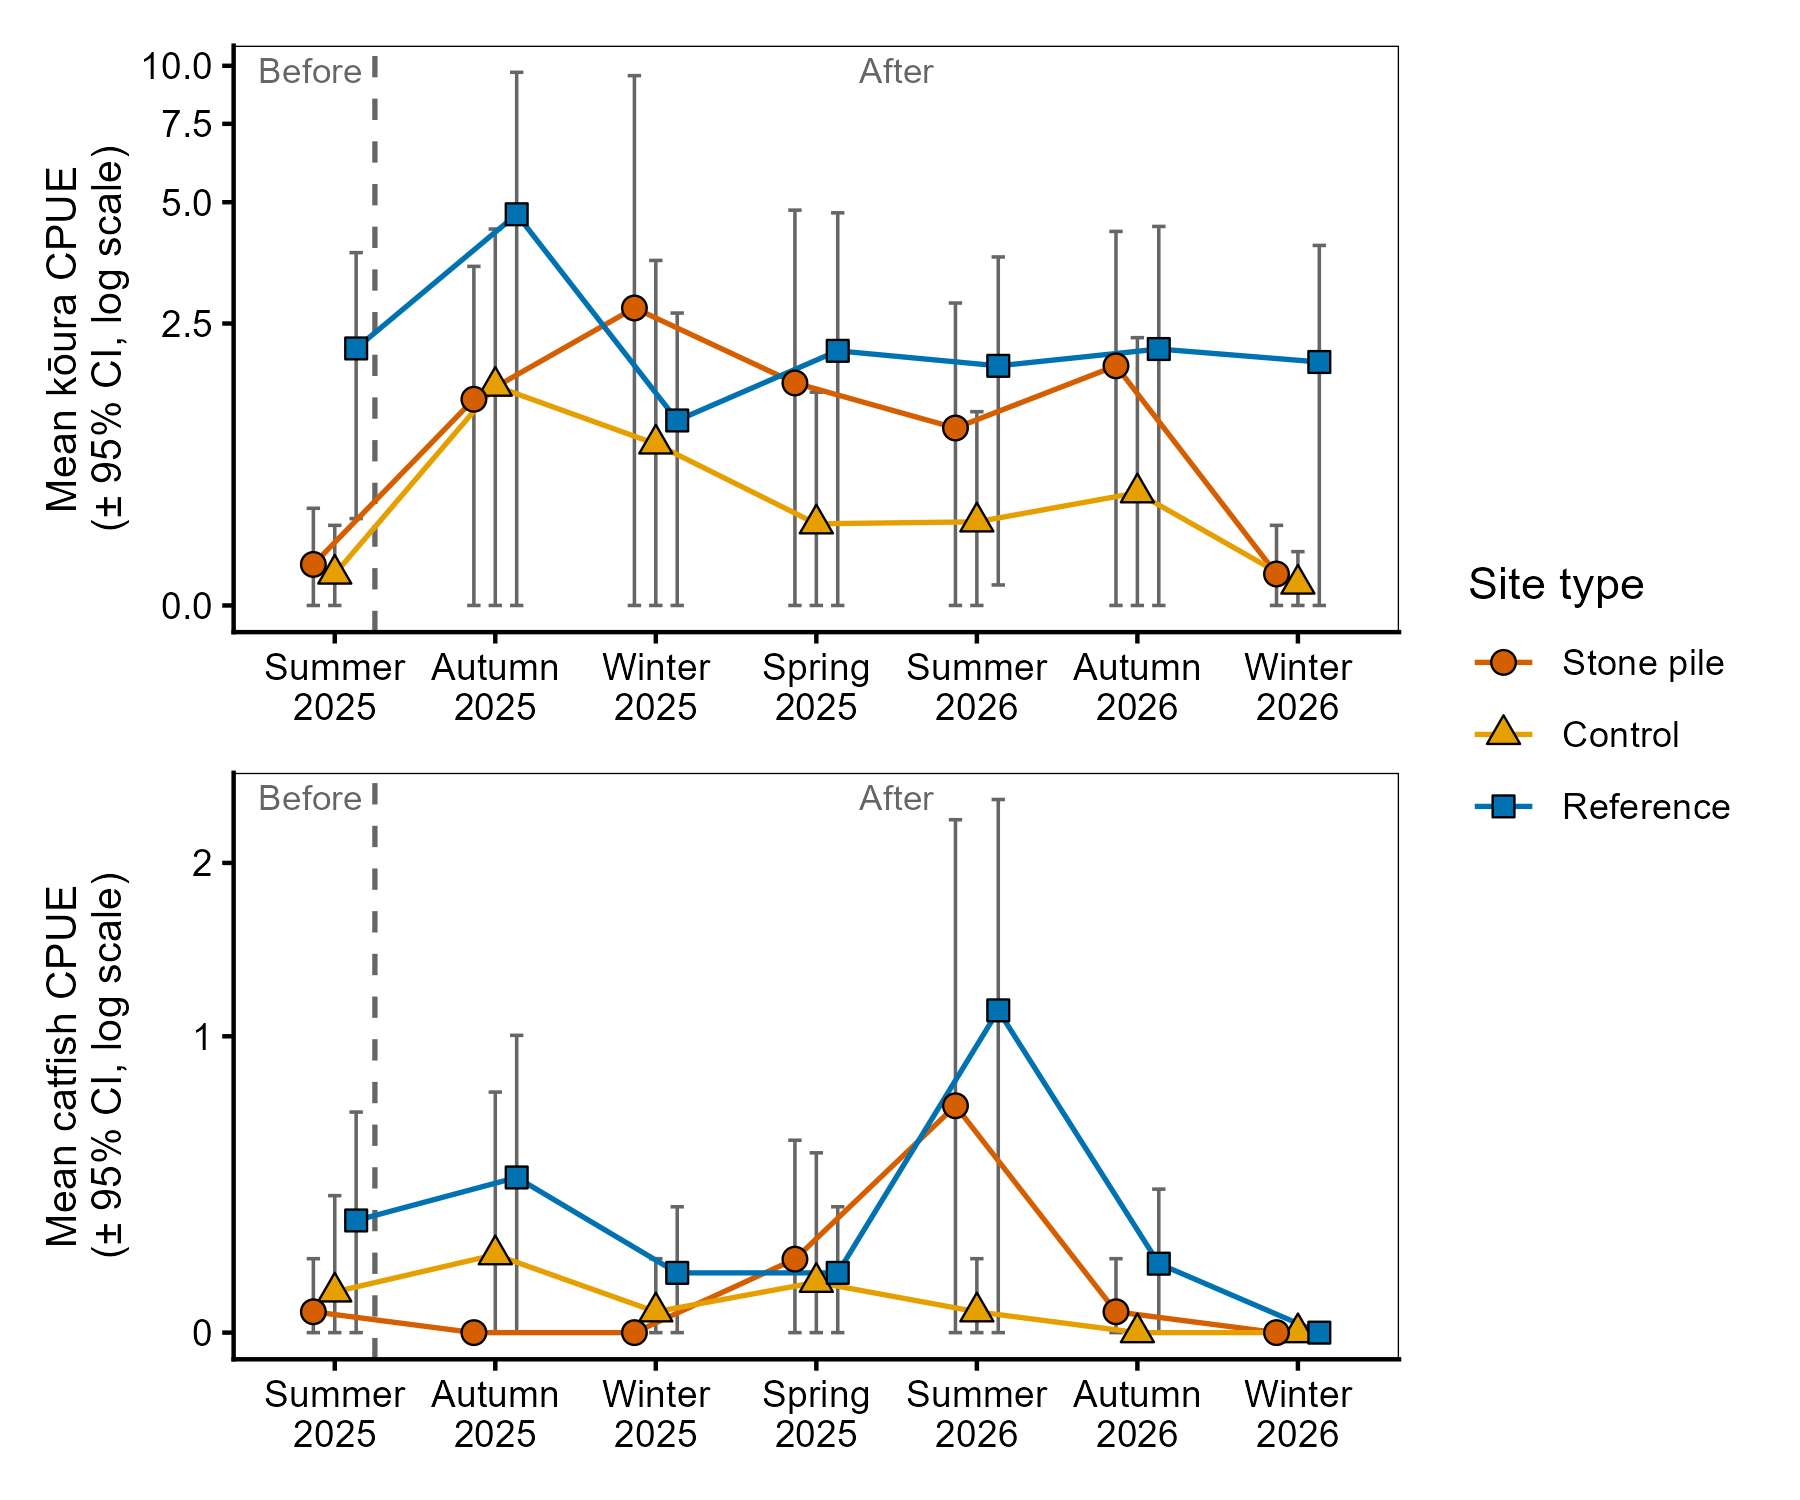 Mean kōura CPUE
(± 95% CI, log scale)
10.0
7.5
5.0
2.5
0.0
Before
After
Summer
2025
Autumn
2025
Winter
2025
Spring
2025
Summer
2026
Autumn
2026
Winter
2026
Mean catfish CPUE
(± 95% CI, log scale)
2
1
0
Before
After
Summer
2025
Autumn
2025
Winter
2025
Spring
2025
Summer
2026
Autumn
2026
Winter
2026
Site type
Stone pile
Control
Reference